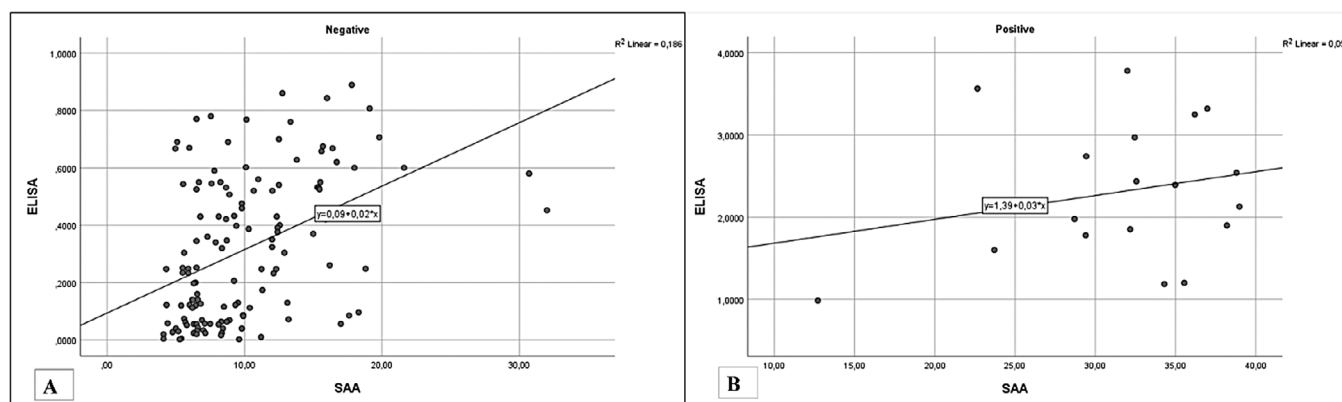 Negative
R² Linear = 0,186
1,0000
,8000
,6000
,4000
,2000
,0000
ELISA
y=0,09+0,02*x
,00
10,00
20,00
30,00
SAA
A
Positive
R² Linear =
4,0000
3,0000
2,0000
1,0000
ELISA
y=1,39+0,03*x
10,00
15,00
20,00
25,00
30,00
35,00
40,00
SAA
B